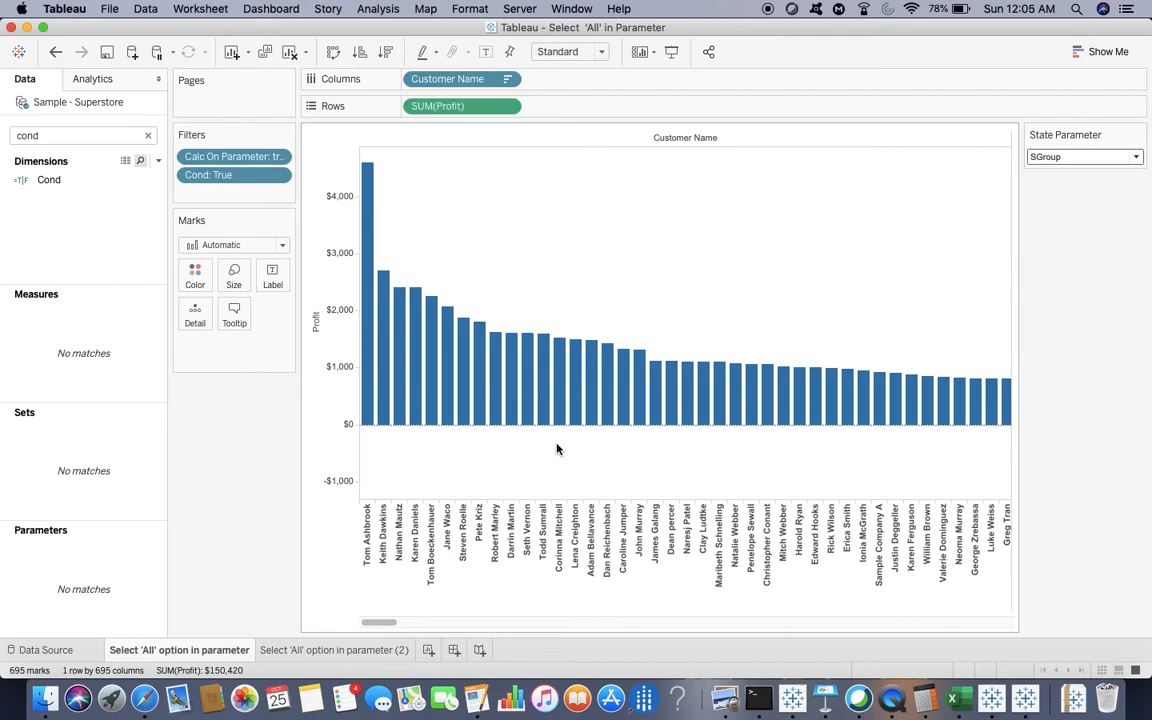 Tableau File Data Worksheet Dashboard Story Analysis Map Format Server Window Help 78% Sun 12:05 AM
Tableau - Select 'All' in Parameter
Standard Show Me
Data Analytics
Sample - Superstore
cond
Dimensions
Cond
Measures
No matches
Sets
No matches
Parameters
No matches
Pages
Filters
Calc On Parameter: tr..
Cond: True
Marks
Automatic
Color Size Label
Detail Tooltip
Columns Customer Name
Rows SUM(Profit)
Customer Name
Profit
$4,000
$3,000
$2,000
$1,000
$0
-$1,000
Tom Ashbrook
Keith Dawkins
Nathan Mautz
Karen Daniels
Tom Boeckenhauer
Jane Waco
Steven Roelle
Pete Kriz
Robert Marley
Darrin Martin
Seth Vernon
Todd Sumrall
Corinna Mitchell
Lena Creighton
Adam Bellavance
Dan Reichenbach
Caroline Jumper
John Murray
James Galang
Dean percer
Naresj Patel
Clay Ludtke
Maribeth Schnelling
Natalie Webber
Penelope Sewall
Christopher Conant
Mitch Webber
Harold Ryan
Edward Hooks
Rick Wilson
Erica Smith
Ionia McGrath
Sample Company A
Justin Deggeller
Karen Ferguson
William Brown
Valerie Dominguez
Neoma Murray
George Zrebassa
Luke Weiss
Greg Tran
State Parameter
SGroup
Data Source Select 'All' option in parameter Select 'All' option in parameter (2)
695 marks 1 row by 695 columns SUM(Profit): $150,420
OCT
25
4